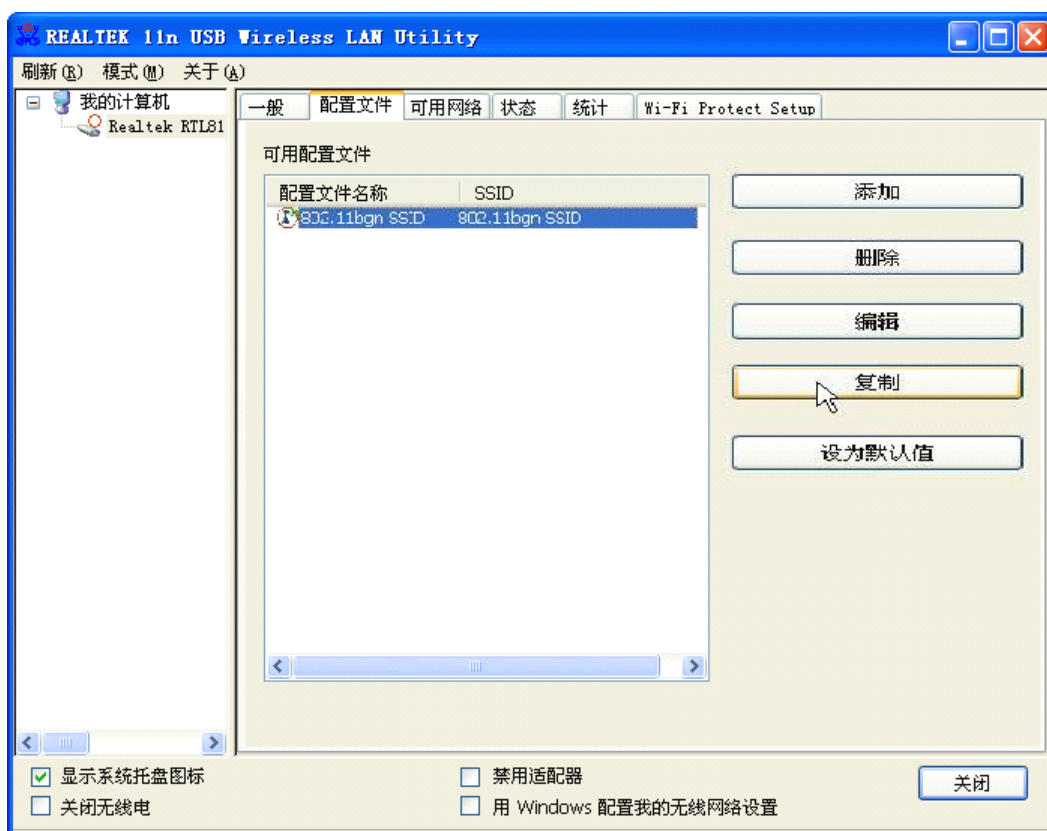 REALTEK 11n USB Wireless LAN Utility
刷新(R) 模式(M) 关于(A)
我的计算机
Realtek RTL81
一般 配置文件 可用网络 状态 统计 Wi-Fi Protect Setup
可用配置文件
配置文件名称 SSID
802.11bgn SSID 802.11bgn SSID
添加
删除
编辑
复制
设为默认值
显示系统托盘图标
关闭无线电
禁用适配器
用 Windows 配置我的无线网络设置
关闭